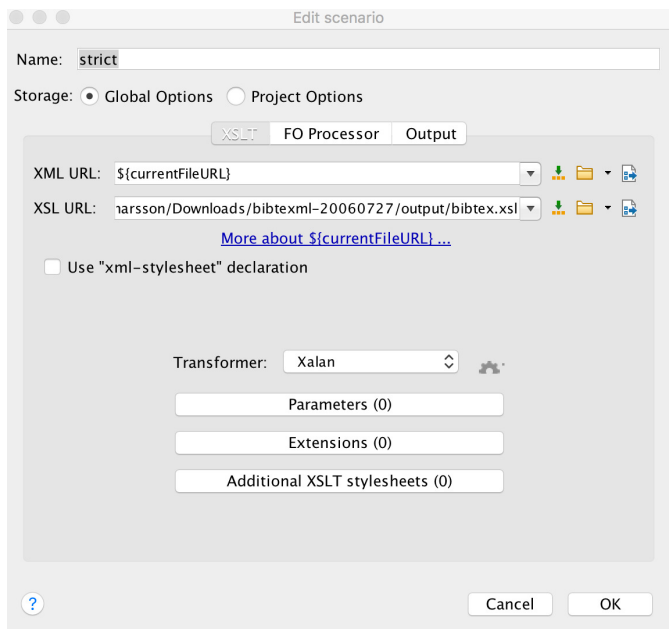 Edit scenario
Name: strict
Storage: Global Options Project Options
XSLT FO Processor Output
XML URL: ${currentFileURL}
XSL URL: narsson/Downloads/bibtexml-20060727/output/bibtex.xsl
More about ${currentFileURL} ...
Use "xml-stylesheet" declaration
Transformer: Xalan
Parameters (0)
Extensions (0)
Additional XSLT stylesheets (0)
? Cancel OK